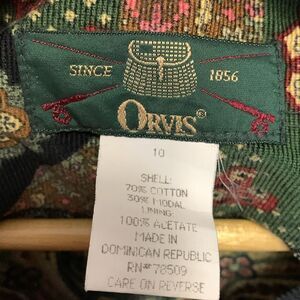 SINCE 1856
ORVIS®
10
SHELL:
70% COTTON
30% MODAL
LINING:
100% ACETATE
MADE IN
DOMINICAN REPUBLIC
RN# 78509
CARE ON REVERSE